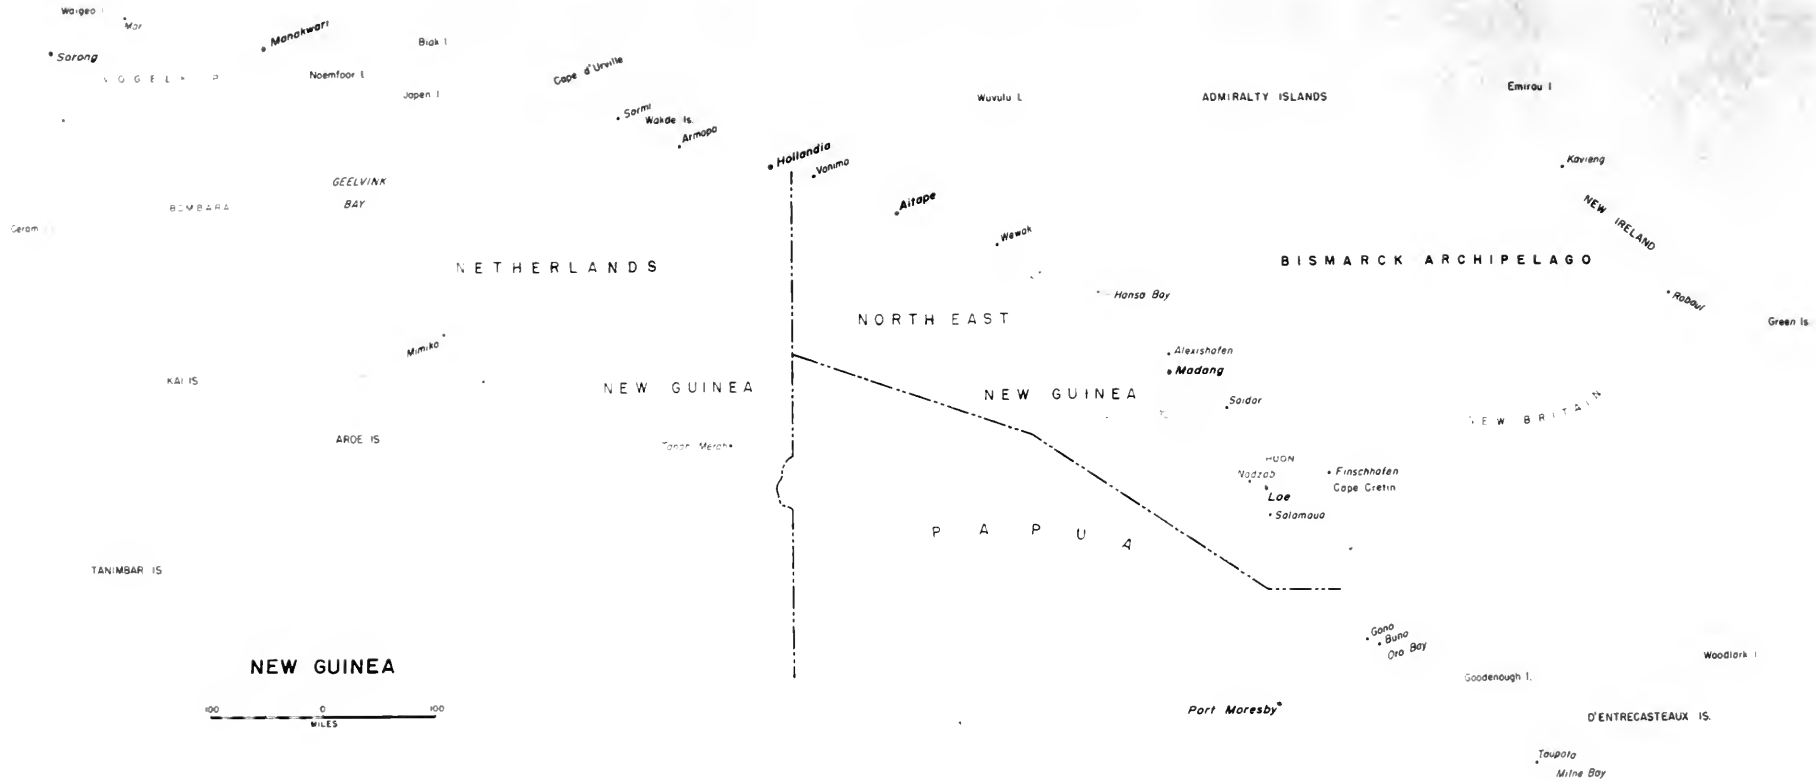 Waigeo I
Mar
Manokwari
Biak I.
Sorong
Noemfoor I.
Japen I
Cape d'Urville
Sarmi
Wakde Is.
Armopa
Wuvulu I.
ADMIRALTY ISLANDS
Emirau I
Hollandia
Vanimo
Kavieng
GEELVINK
BAY
BOMBARA
Aitape
NEW IRELAND
Ceram I
Wewak
NETHERLANDS
BISMARCK ARCHIPELAGO
Hansa Bay
Rabaul
NORTH EAST
Green Is.
Mimika
Alexishafen
Madang
KAI IS
NEW GUINEA
NEW GUINEA
Saidor
NEW BRITAIN
AROE IS
Tanah Merah
HUON
Nadzab
Finschhafen
Cape Cretin
Lae
Salamaua
PAPUA
TANIMBAR IS
Gona
Buna
Oro Bay
NEW GUINEA
Woodlark I
Goodenough I.
100 0 100
MILES
Port Moresby
D'ENTRECASTEAUX IS.
Taupota
Milne Bay